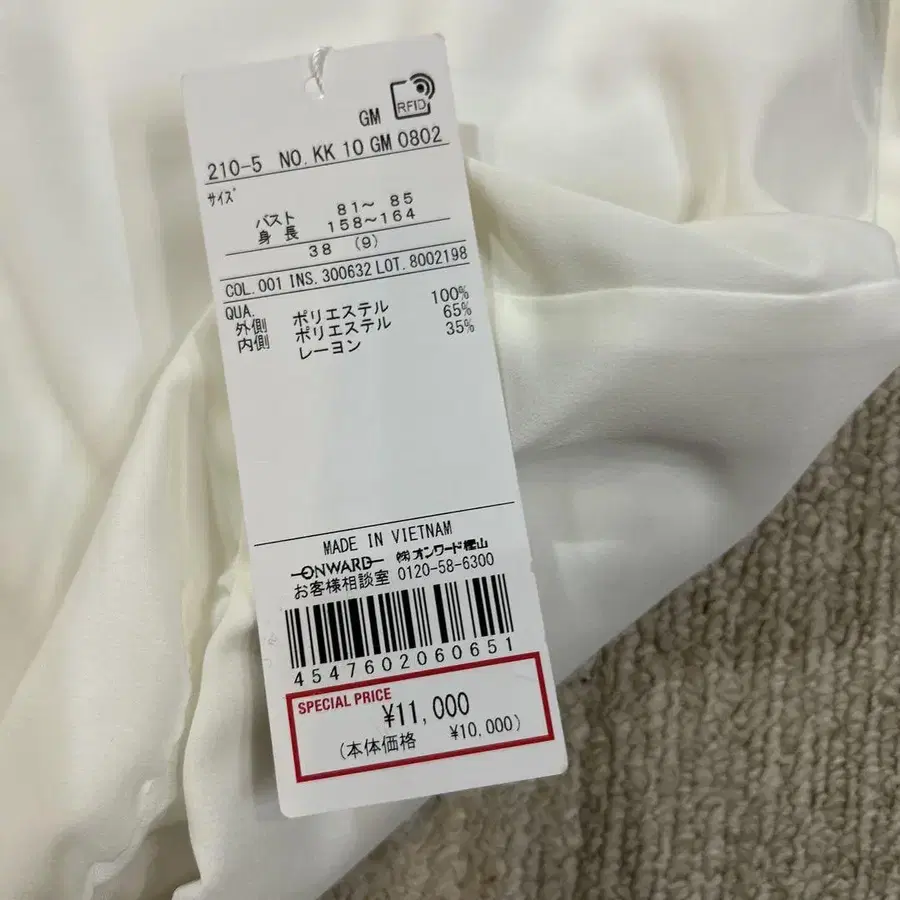 GM RFID
210-5 NO. KK 10 GM 0802
サイズ
バスト 81～ 85
身長 158～164
38 (9)
COL. 001 INS. 300632 LOT. 8002198
QUA.
外側 ポリエステル 100%
内側 ポリエステル 65%
レーヨン 35%
MADE IN VIETNAM
ONWARD ㈱オンワード樫山
お客様相談室 0120-58-6300
4547602060651
SPECIAL PRICE
¥11,000
(本体価格 ¥10,000)